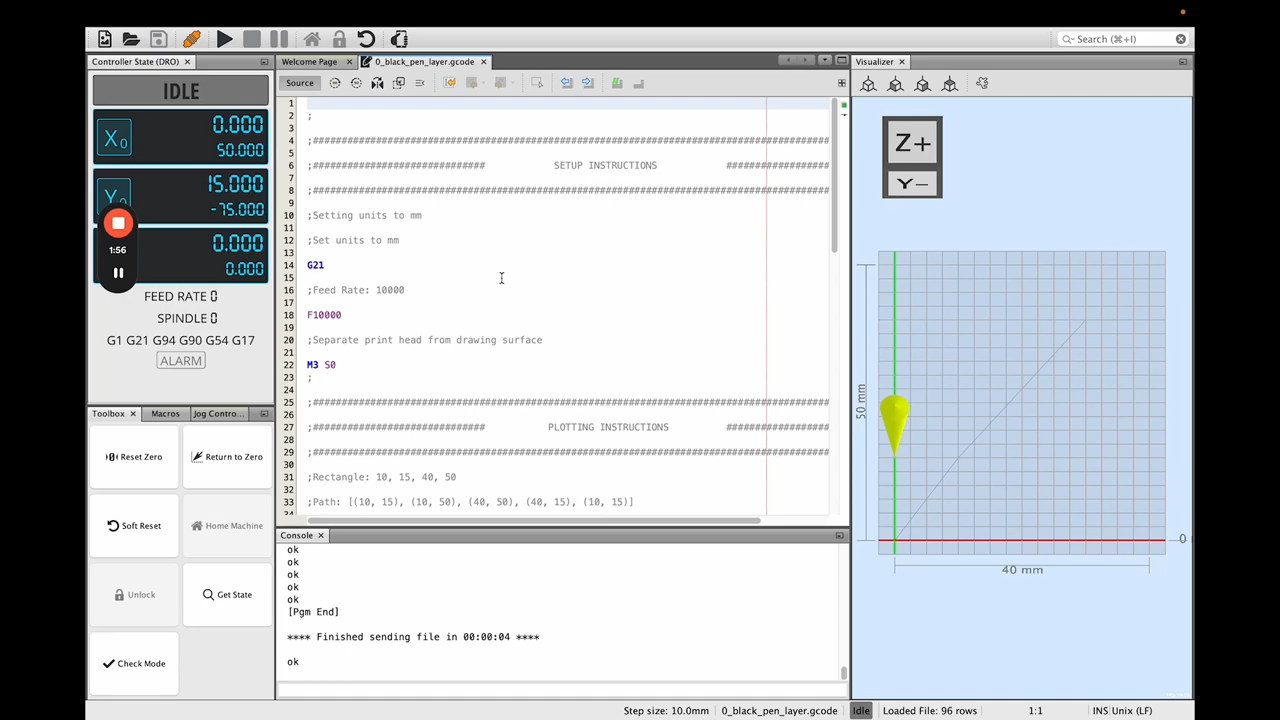 Search (⌘+I)
Controller State (DRO)
IDLE
X0
0.000
50.000
Y0
15.000
-75.000
0.000
0.000
1:56
FEED RATE 0
SPINDLE 0
G1 G21 G94 G90 G54 G17
ALARM
Toolbox
Macros
Jog Contro...
Reset Zero
Return to Zero
Soft Reset
Home Machine
Unlock
Get State
Check Mode
Welcome Page
0_black_pen_layer.gcode
Source
1
2 ;
3
4 ;################################################################################
5
6 ;############################# SETUP INSTRUCTIONS ##################
7
8 ;################################################################################
9
10 ;Setting units to mm
11
12 ;Set units to mm
13
14 G21
15
16 ;Feed Rate: 10000
17
18 F10000
19
20 ;Separate print head from drawing surface
21
22 M3 S0
23 ;
24
25 ;################################################################################
26
27 ;############################# PLOTTING INSTRUCTIONS ##################
28
29 ;################################################################################
30
31 ;Rectangle: 10, 15, 40, 50
32
33 ;Path: [(10, 15), (10, 50), (40, 50), (40, 15), (10, 15)]
Console
ok
ok
ok
ok
ok
[Pgm End]
**** Finished sending file in 00:00:04 ****
ok
Visualizer
Z+
Y−
50 mm
0
40 mm
Step size: 10.0mm
0_black_pen_layer.gcode
Idle
Loaded File: 96 rows
1:1
INS Unix (LF)